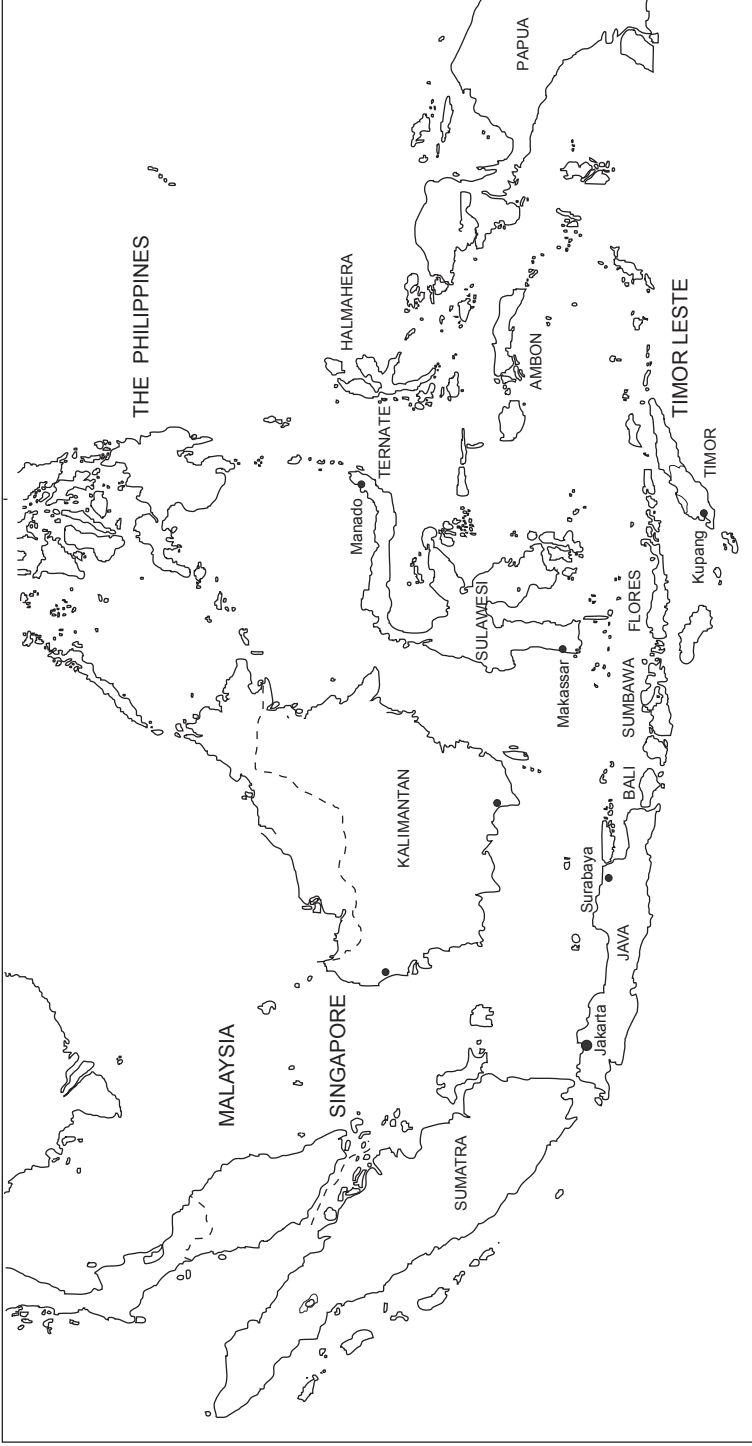 THE PHILIPPINES
MALAYSIA
SINGAPORE
HALMAHERA
Manado
TERNATE
PAPUA
KALIMANTAN
SUMATRA
SULAWESI
AMBON
Makassar
Jakarta
Surabaya
JAVA
BALI
SUMBAWA
FLORES
TIMOR LESTE
Kupang
TIMOR